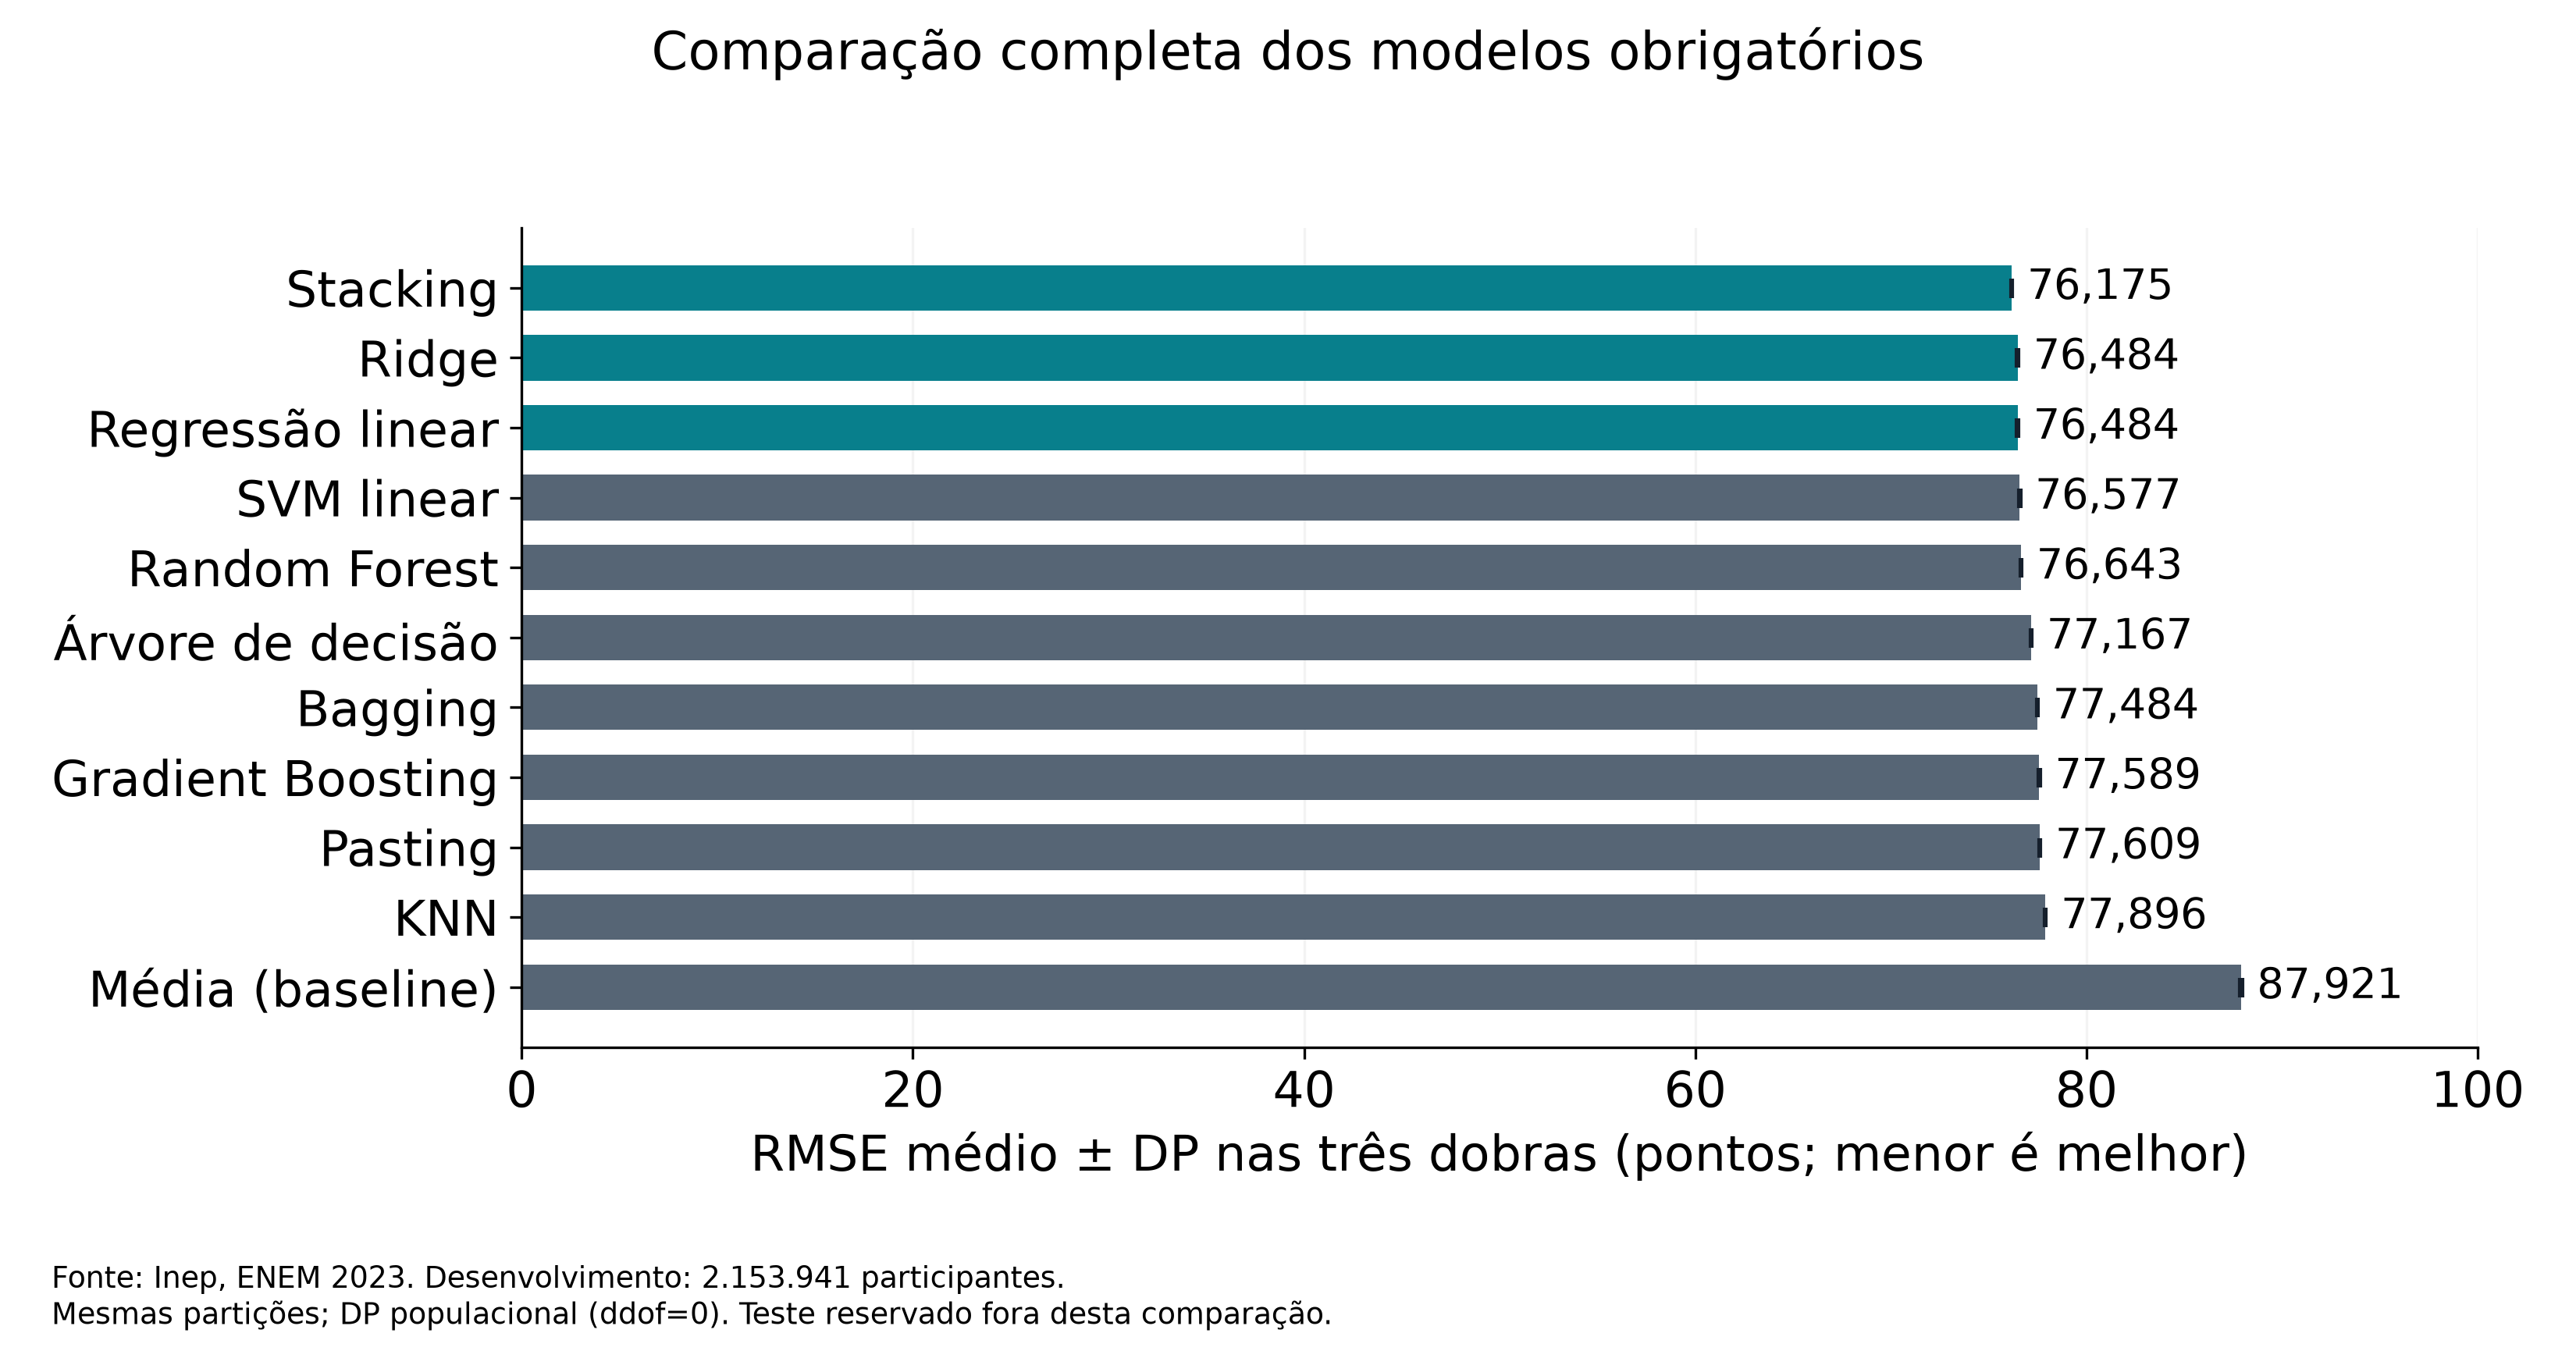 Comparação completa dos modelos obrigatórios
Stacking 76,175
Ridge 76,484
Regressão linear 76,484
SVM linear 76,577
Random Forest 76,643
Árvore de decisão 77,167
Bagging 77,484
Gradient Boosting 77,589
Pasting 77,609
KNN 77,896
Média (baseline) 87,921
0 20 40 60 80 100
RMSE médio ± DP nas três dobras (pontos; menor é melhor)
Fonte: Inep, ENEM 2023. Desenvolvimento: 2.153.941 participantes.
Mesmas partições; DP populacional (ddof=0). Teste reservado fora desta comparação.